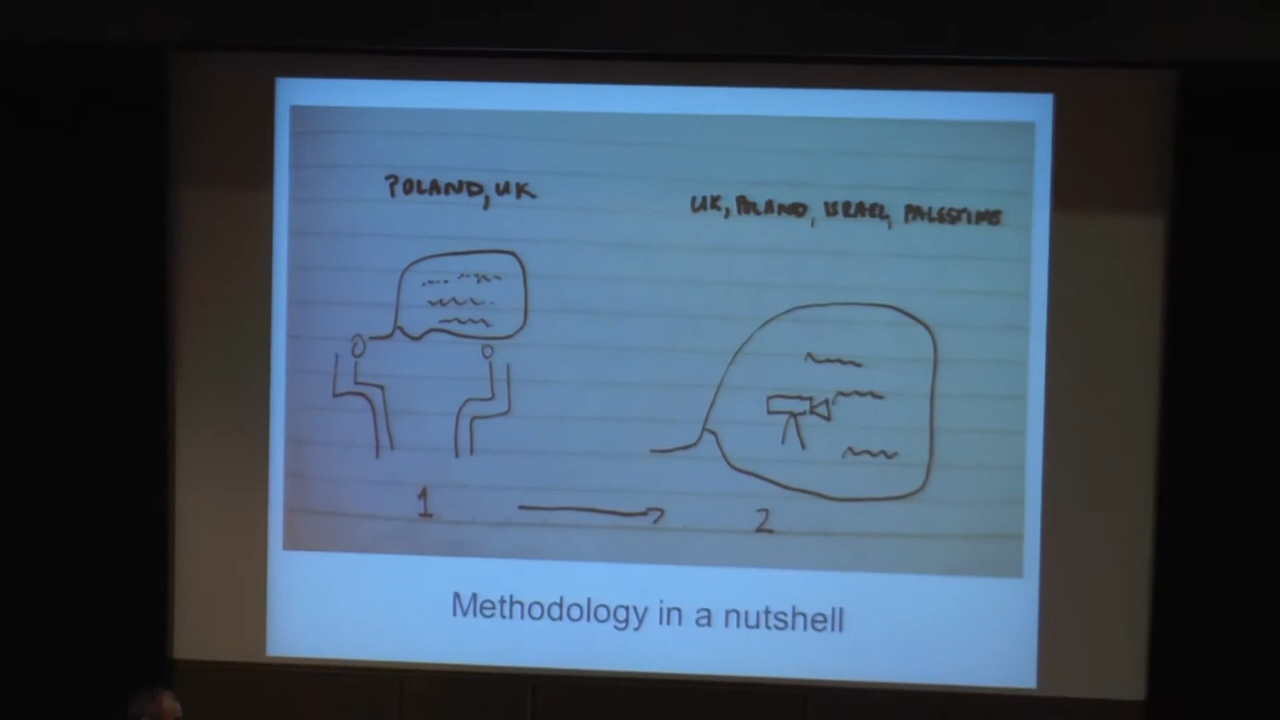 POLAND, UK
UK, POLAND, ISRAEL, PALESTINE
1
2
Methodology in a nutshell